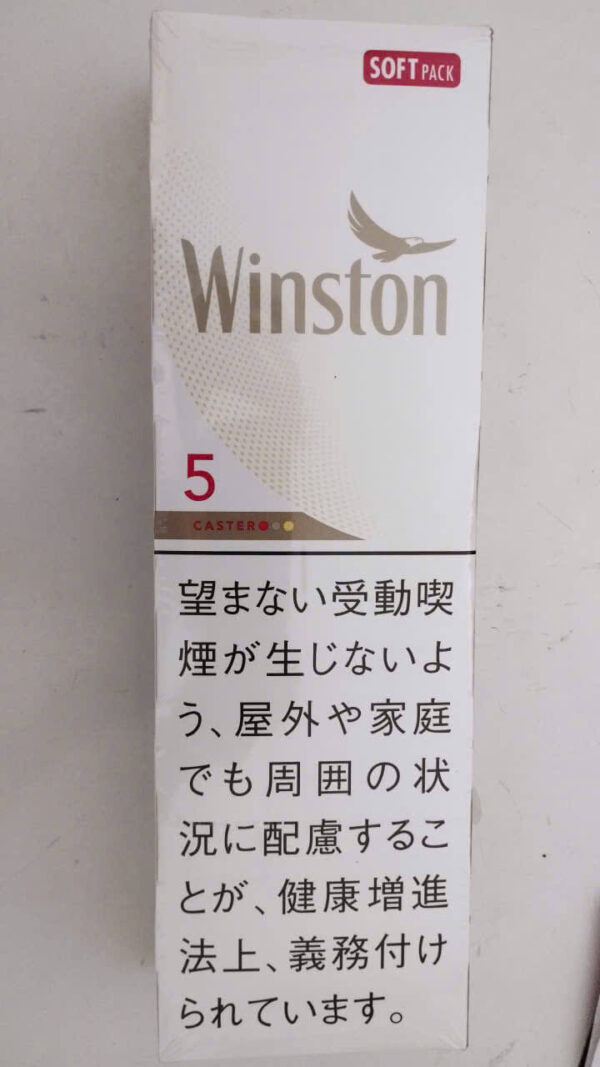 SOFT PACK
Winston
5
CASTER
望まない受動喫
煙が生じないよ
う、屋外や家庭
でも周囲の状
況に配慮するこ
とが、健康増進
法上、義務付け
られています。